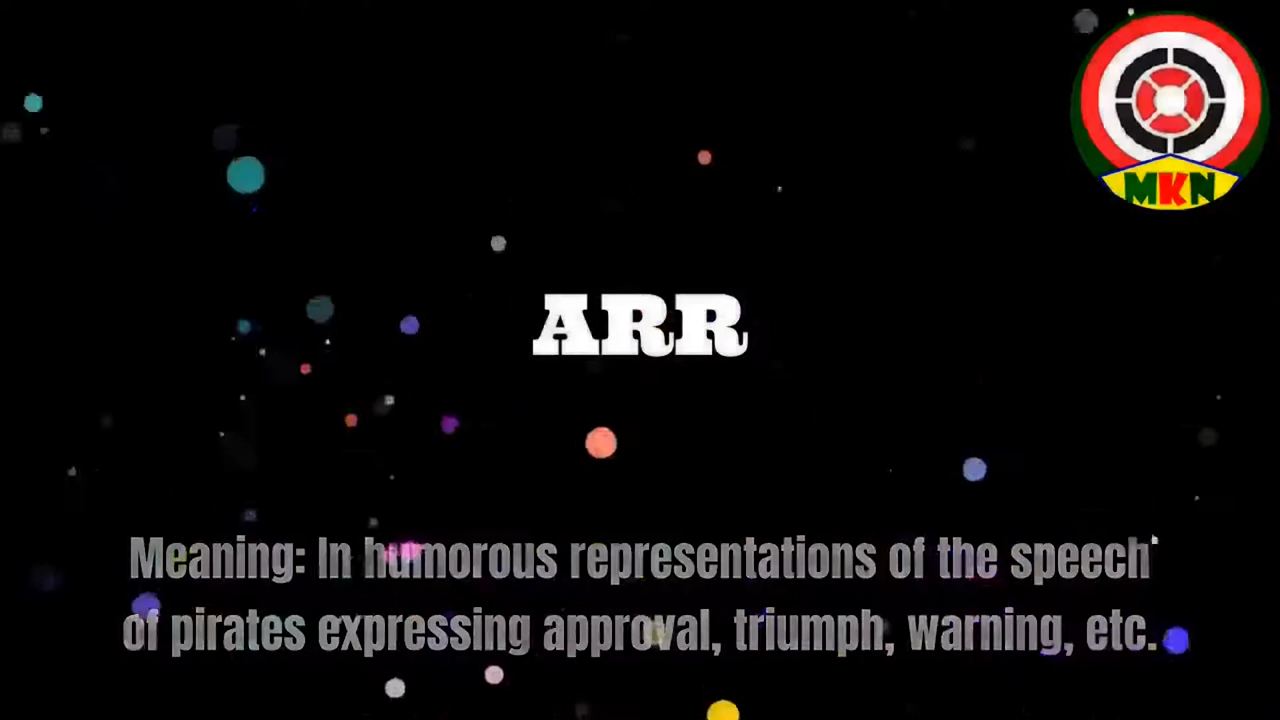 MKN
ARR
Meaning: In humorous representations of the speech
of pirates expressing approval, triumph, warning, etc.